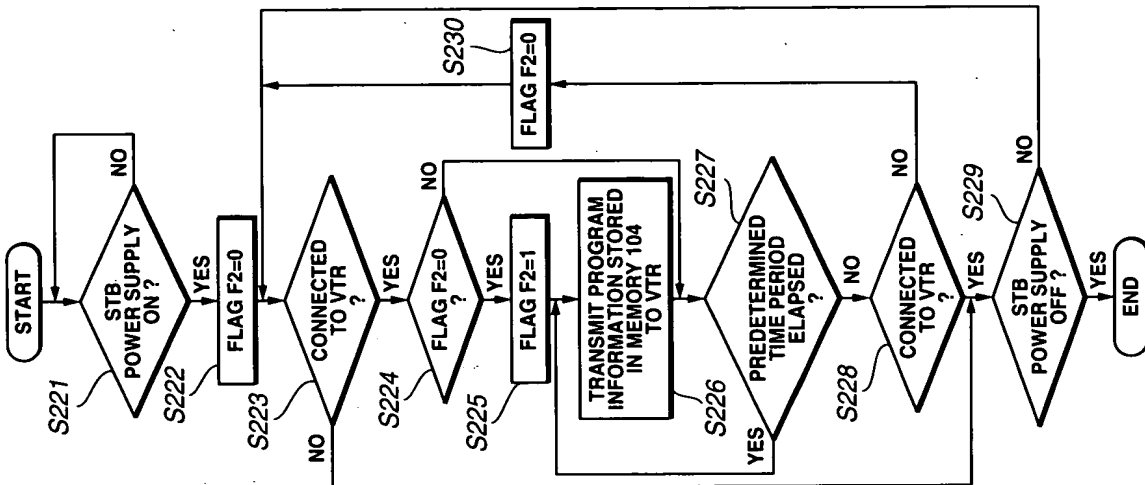 START
STB
POWER SUPPLY
ON ?
NO
S221
YES
FLAG F2=0
S222
CONNECTED
TO VTR
?
S223
NO
YES
FLAG F2=0
?
S224
NO
YES
FLAG F2=1
S225
TRANSMIT PROGRAM
INFORMATION STORED
IN MEMORY 104
TO VTR
S226
PREDETERMINED
TIME PERIOD
ELAPSED
?
S227
YES
NO
CONNECTED
TO VTR
?
S228
NO
YES
FLAG F2=0
S230
STB
POWER SUPPLY
OFF ?
S229
NO
YES
END